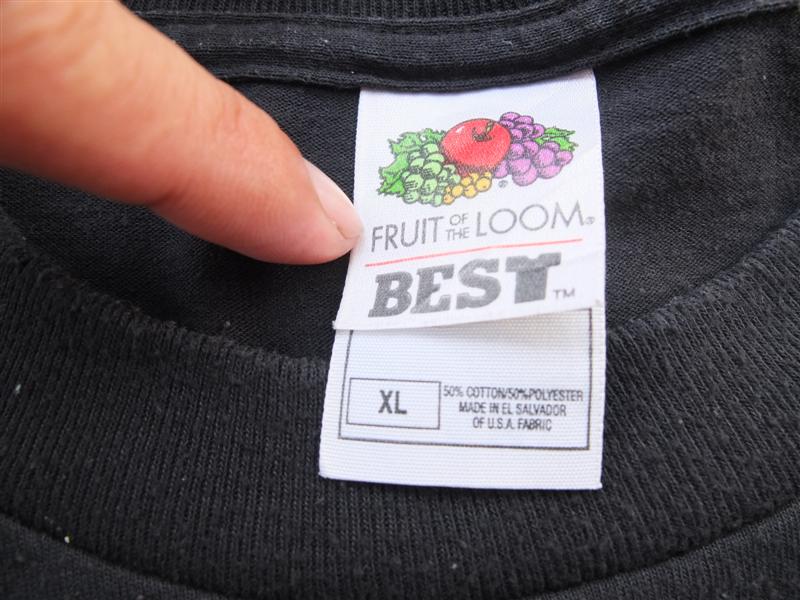 FRUIT OF THE LOOM®
BEST™
XL
50% COTTON/50% POLYESTER
MADE IN EL SALVADOR
OF U.S.A. FABRIC